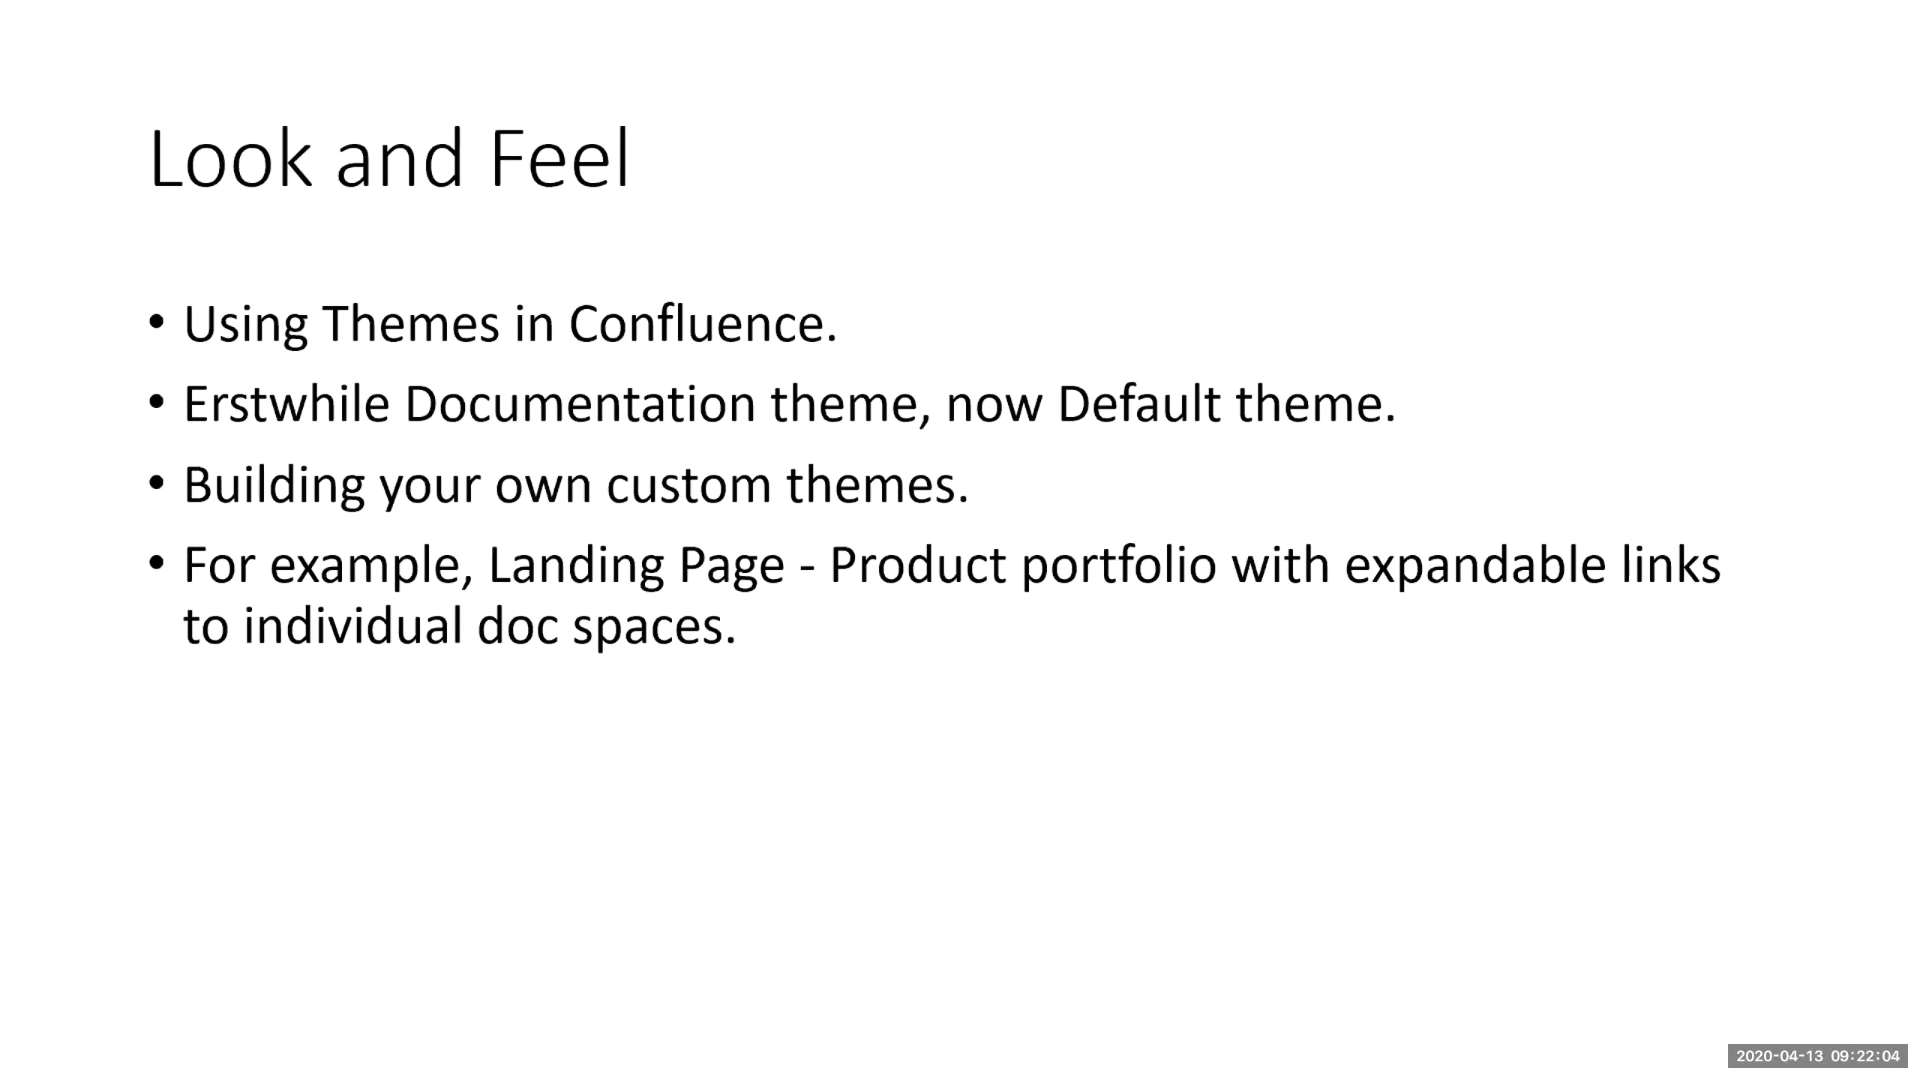 Look and Feel
• Using Themes in Confluence.
• Erstwhile Documentation theme, now Default theme.
• Building your own custom themes.
• For example, Landing Page - Product portfolio with expandable links
to individual doc spaces.
2020-04-13 09:22:04